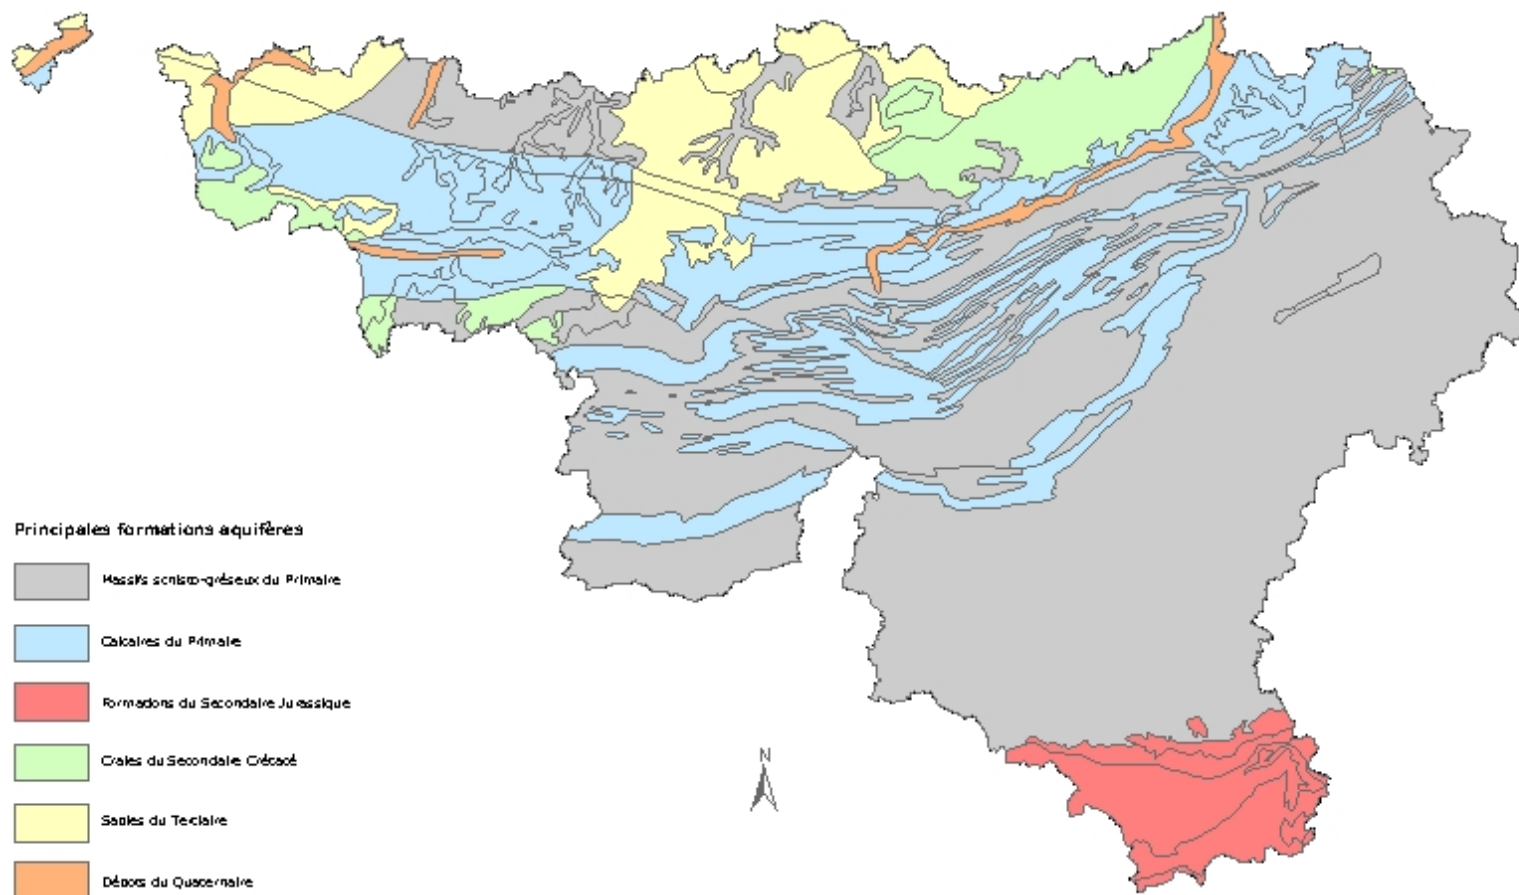 Principales formations aquifères
Massifs schisto-gréseux du Primaire
Calcaires du Primaire
Formations du Secondaire Jurassique
Craies du Secondaire Crétacé
Sables du Tertiaire
Dépots du Quaternaire
N